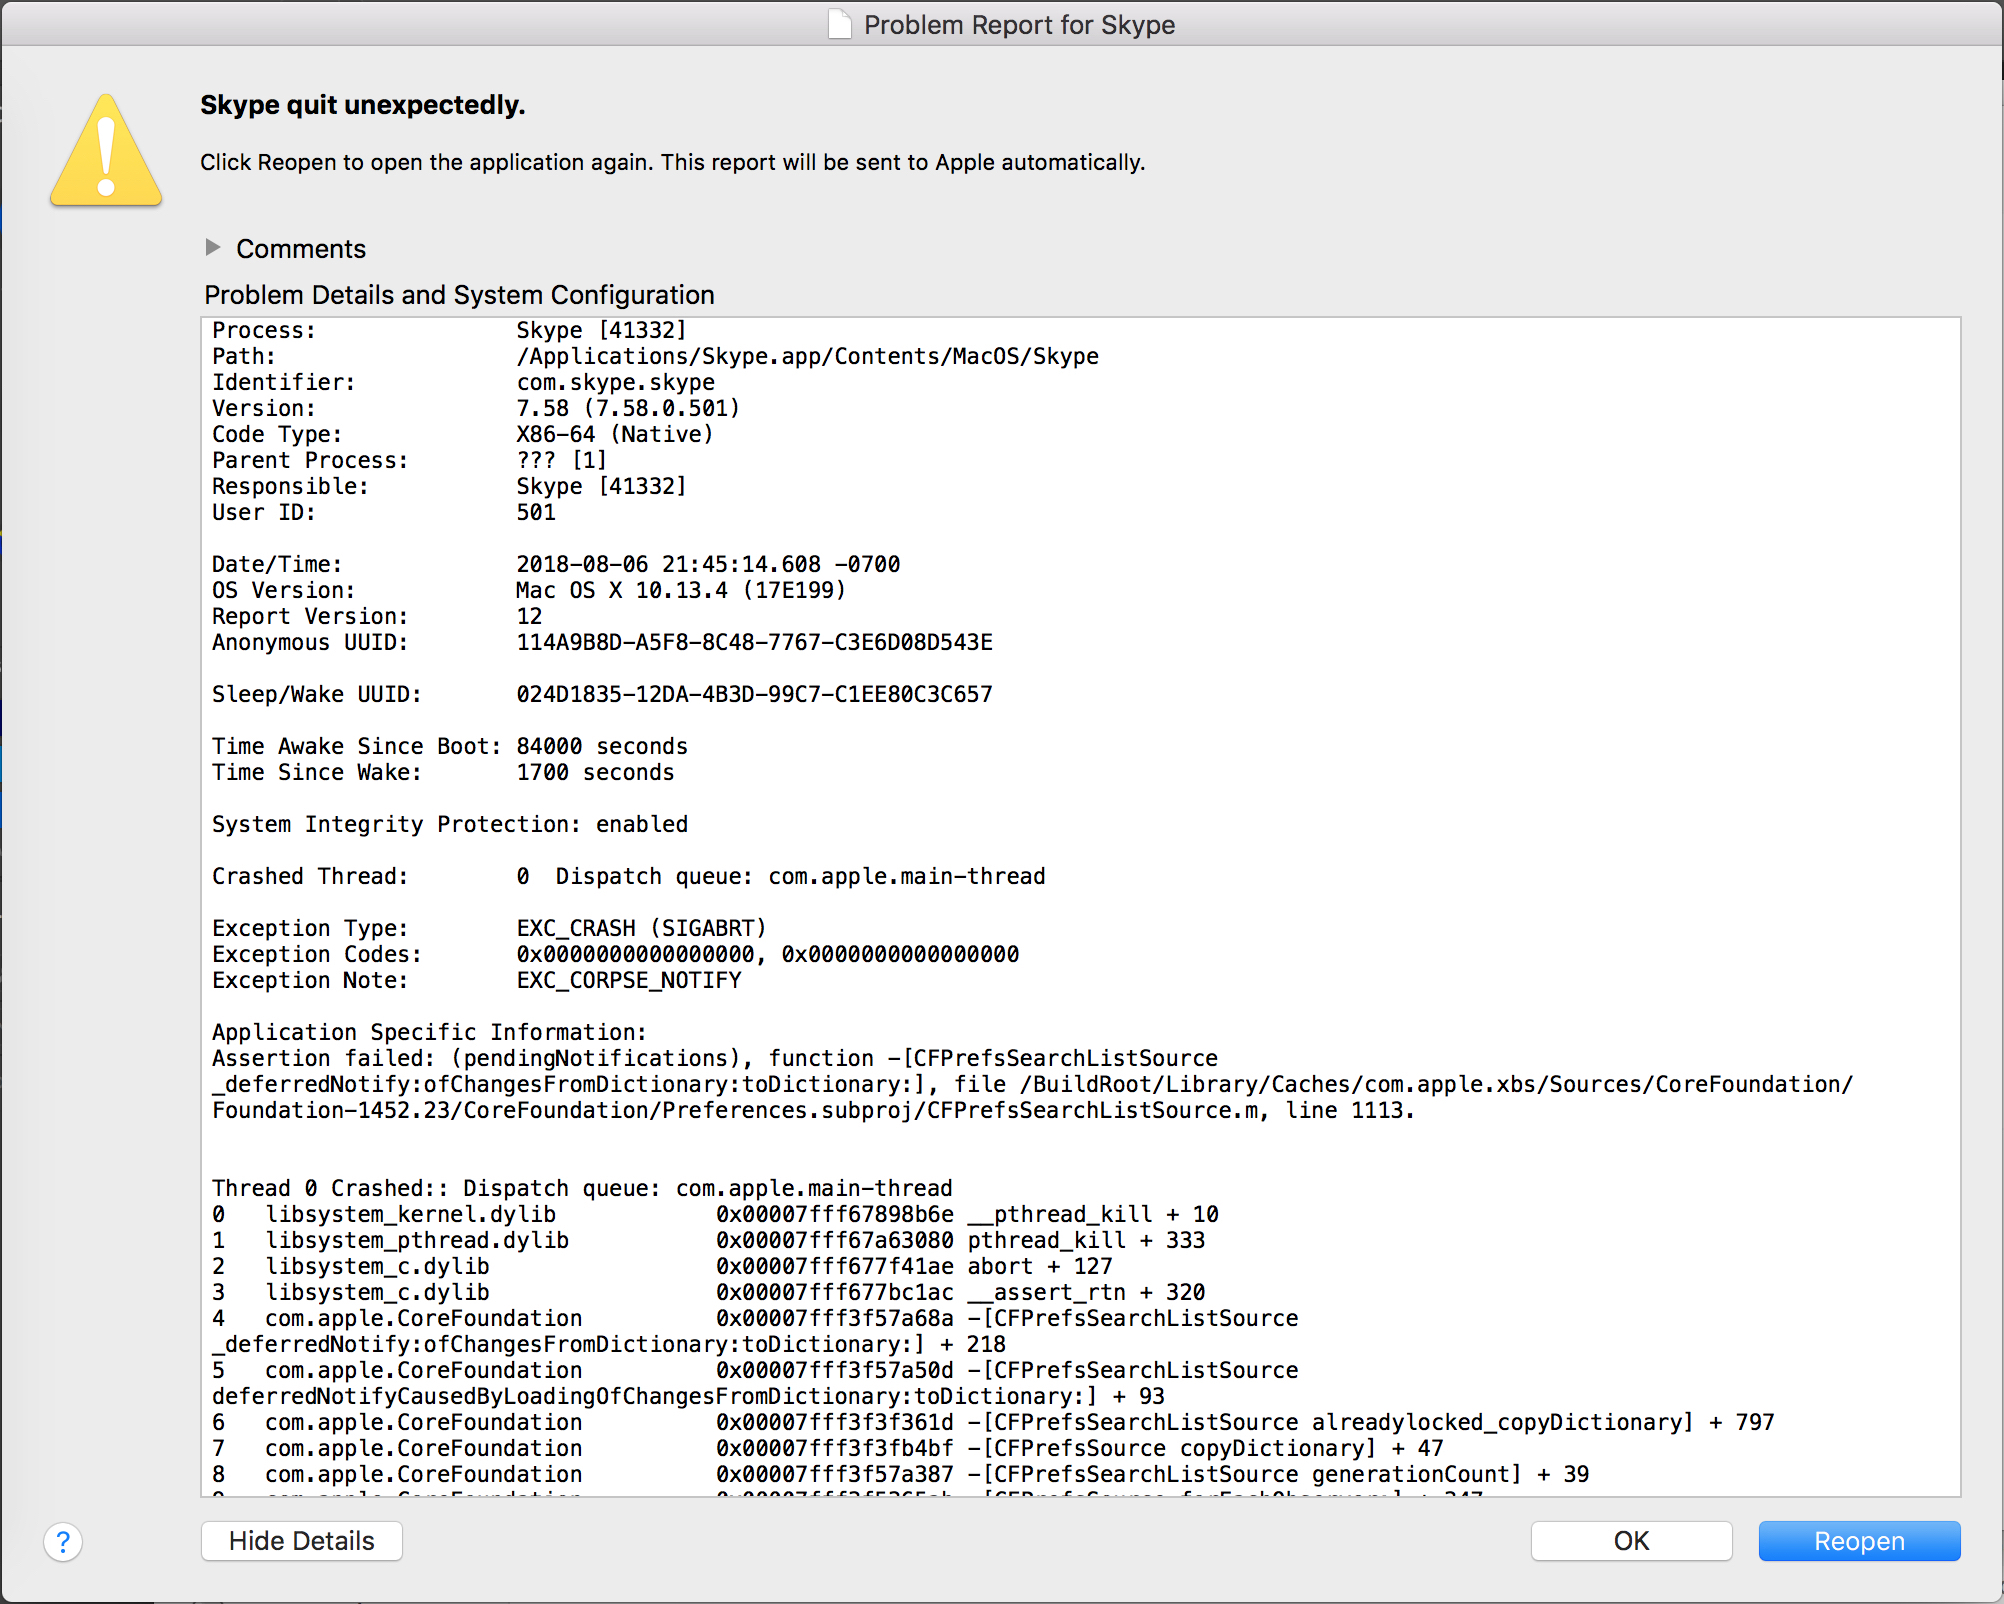 Problem Report for Skype
Skype quit unexpectedly.
Click Reopen to open the application again. This report will be sent to Apple automatically.
Comments
Problem Details and System Configuration
Process: Skype [41332]
Path: /Applications/Skype.app/Contents/MacOS/Skype
Identifier: com.skype.skype
Version: 7.58 (7.58.0.501)
Code Type: X86-64 (Native)
Parent Process: ??? [1]
Responsible: Skype [41332]
User ID: 501
Date/Time: 2018-08-06 21:45:14.608 -0700
OS Version: Mac OS X 10.13.4 (17E199)
Report Version: 12
Anonymous UUID: 114A9B8D-A5F8-8C48-7767-C3E6D08D543E
Sleep/Wake UUID: 024D1835-12DA-4B3D-99C7-C1EE80C3C657
Time Awake Since Boot: 84000 seconds
Time Since Wake: 1700 seconds
System Integrity Protection: enabled
Crashed Thread: 0 Dispatch queue: com.apple.main-thread
Exception Type: EXC_CRASH (SIGABRT)
Exception Codes: 0x0000000000000000, 0x0000000000000000
Exception Note: EXC_CORPSE_NOTIFY
Application Specific Information:
Assertion failed: (pendingNotifications), function -[CFPrefsSearchListSource
_deferredNotify:ofChangesFromDictionary:toDictionary:], file /BuildRoot/Library/Caches/com.apple.xbs/Sources/CoreFoundation/
Foundation-1452.23/CoreFoundation/Preferences.subproj/CFPrefsSearchListSource.m, line 1113.
Thread 0 Crashed:: Dispatch queue: com.apple.main-thread
0 libsystem_kernel.dylib 0x00007fff67898b6e __pthread_kill + 10
1 libsystem_pthread.dylib 0x00007fff67a63080 pthread_kill + 333
2 libsystem_c.dylib 0x00007fff677f41ae abort + 127
3 libsystem_c.dylib 0x00007fff677bc1ac __assert_rtn + 320
4 com.apple.CoreFoundation 0x00007fff3f57a68a -[CFPrefsSearchListSource
_deferredNotify:ofChangesFromDictionary:toDictionary:] + 218
5 com.apple.CoreFoundation 0x00007fff3f57a50d -[CFPrefsSearchListSource
deferredNotifyCausedByLoadingOfChangesFromDictionary:toDictionary:] + 93
6 com.apple.CoreFoundation 0x00007fff3f3f361d -[CFPrefsSearchListSource alreadylocked_copyDictionary] + 797
7 com.apple.CoreFoundation 0x00007fff3f3fb4bf -[CFPrefsSource copyDictionary] + 47
8 com.apple.CoreFoundation 0x00007fff3f57a387 -[CFPrefsSearchListSource generationCount] + 39
?
Hide Details
OK
Reopen